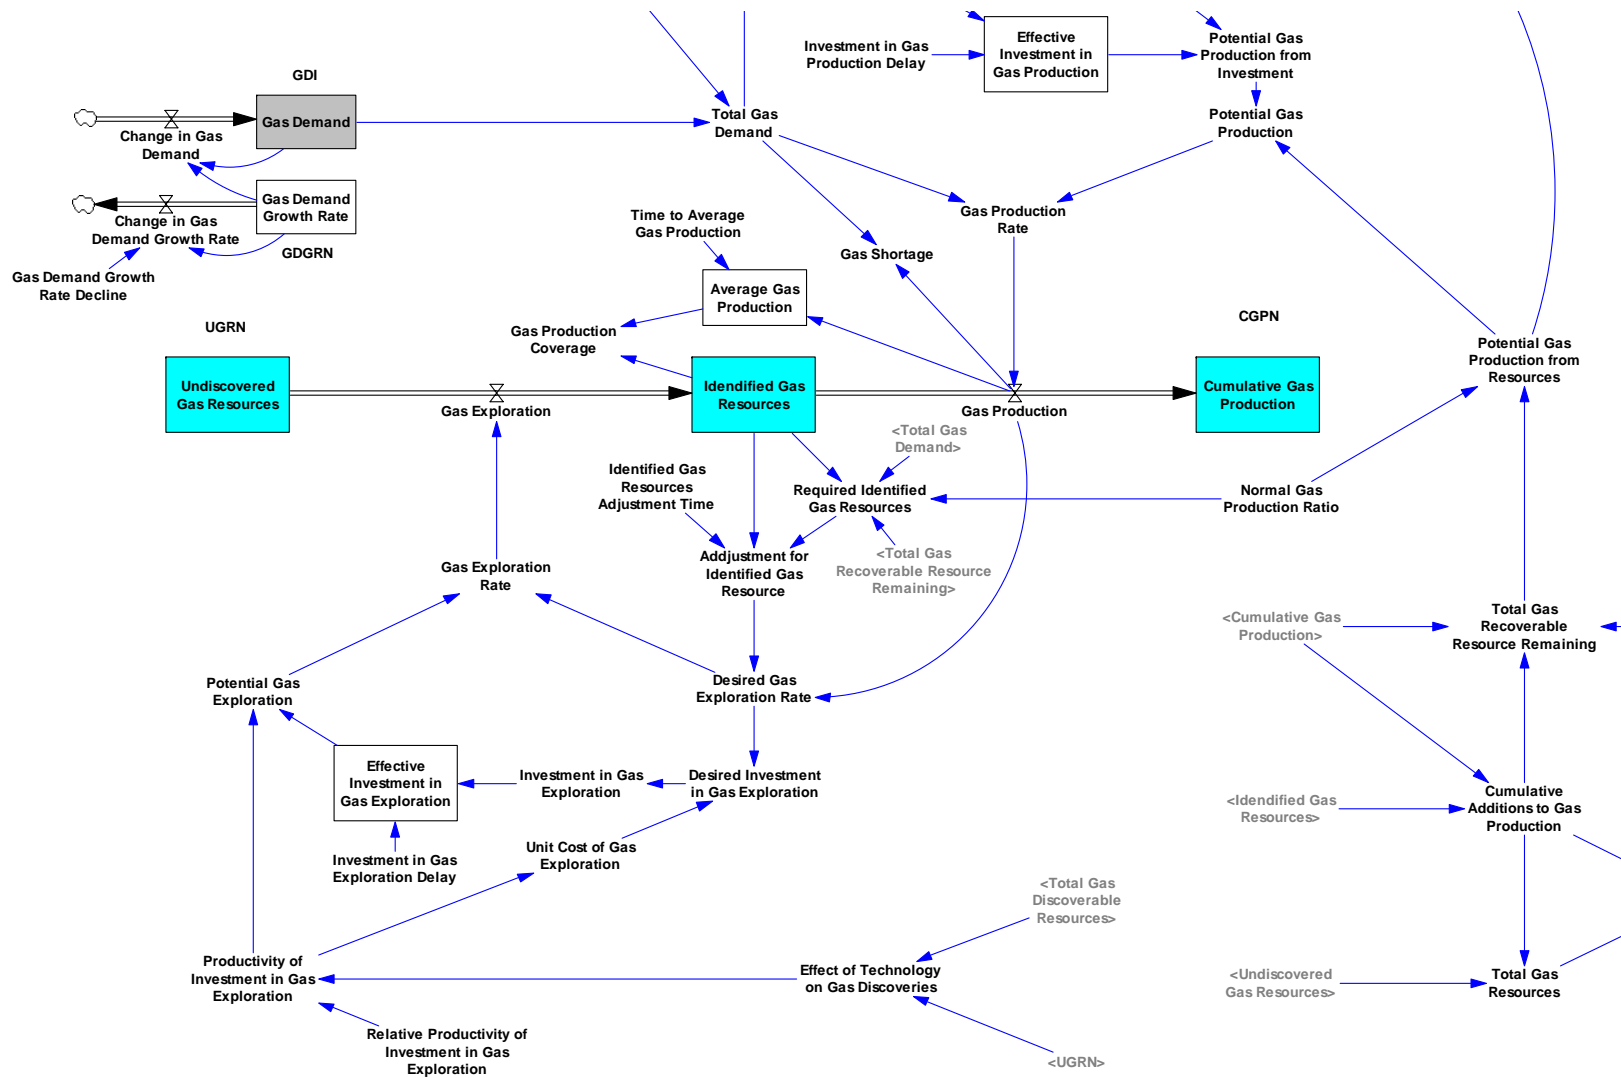 Investment in Gas
Production Delay
Effective
Investment in
Gas Production
Potential Gas
Production from
Investment
GDI
Gas Demand
Change in Gas
Demand
Total Gas
Demand
Potential Gas
Production
Gas Demand
Growth Rate
Change in Gas
Demand Growth Rate
GDGRN
Gas Demand Growth
Rate Decline
Time to Average
Gas Production
Gas Production
Rate
Gas Shortage
Average Gas
Production
UGRN
Gas Production
Coverage
CGPN
Potential Gas
Production from
Resources
Undiscovered
Gas Resources
Gas Exploration
Idendified Gas
Resources
Gas Production
Cumulative Gas
Production
<Total Gas
Demand>
Identified Gas
Resources
Adjustment Time
Required Identified
Gas Resources
Normal Gas
Production Ratio
Gas Exploration
Rate
Addjustment for
Identified Gas
Resource
<Total Gas
Recoverable Resource
Remaining>
<Cumulative Gas
Production>
Total Gas
Recoverable
Resource Remaining
Potential Gas
Exploration
Desired Gas
Exploration Rate
Effective
Investment in
Gas Exploration
Investment in Gas
Exploration
Desired Investment
in Gas Exploration
<Idendified Gas
Resources>
Cumulative
Additions to Gas
Production
Investment in Gas
Exploration Delay
Unit Cost of Gas
Exploration
<Total Gas
Discoverable
Resources>
Productivity of
Investment in Gas
Exploration
Effect of Technology
on Gas Discoveries
<Undiscovered
Gas Resources>
Total Gas
Resources
Relative Productivity of
Investment in Gas
Exploration
<UGRN>